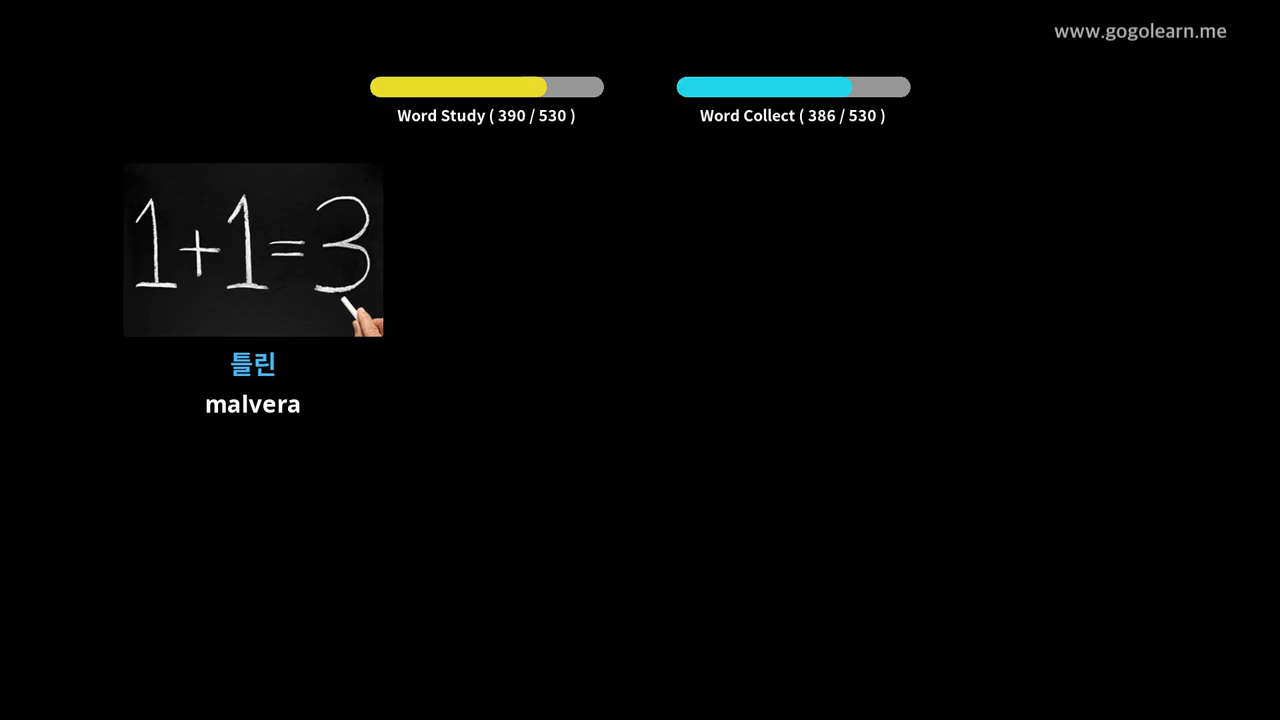 www.gogolearn.me
Word Study ( 390 / 530 )
Word Collect ( 386 / 530 )
1+1=3
틀린
malvera